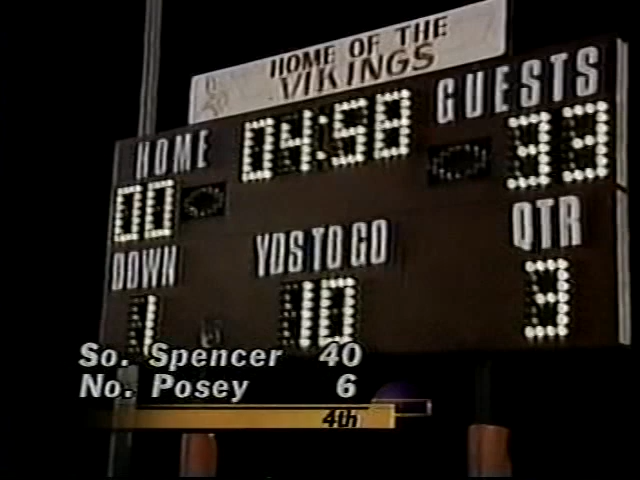 HOME OF THE
VIKINGS
HOME 04:58 GUESTS
00 33
DOWN YDS TO GO QTR
1 10 3
So. Spencer 40
No. Posey 6
4th